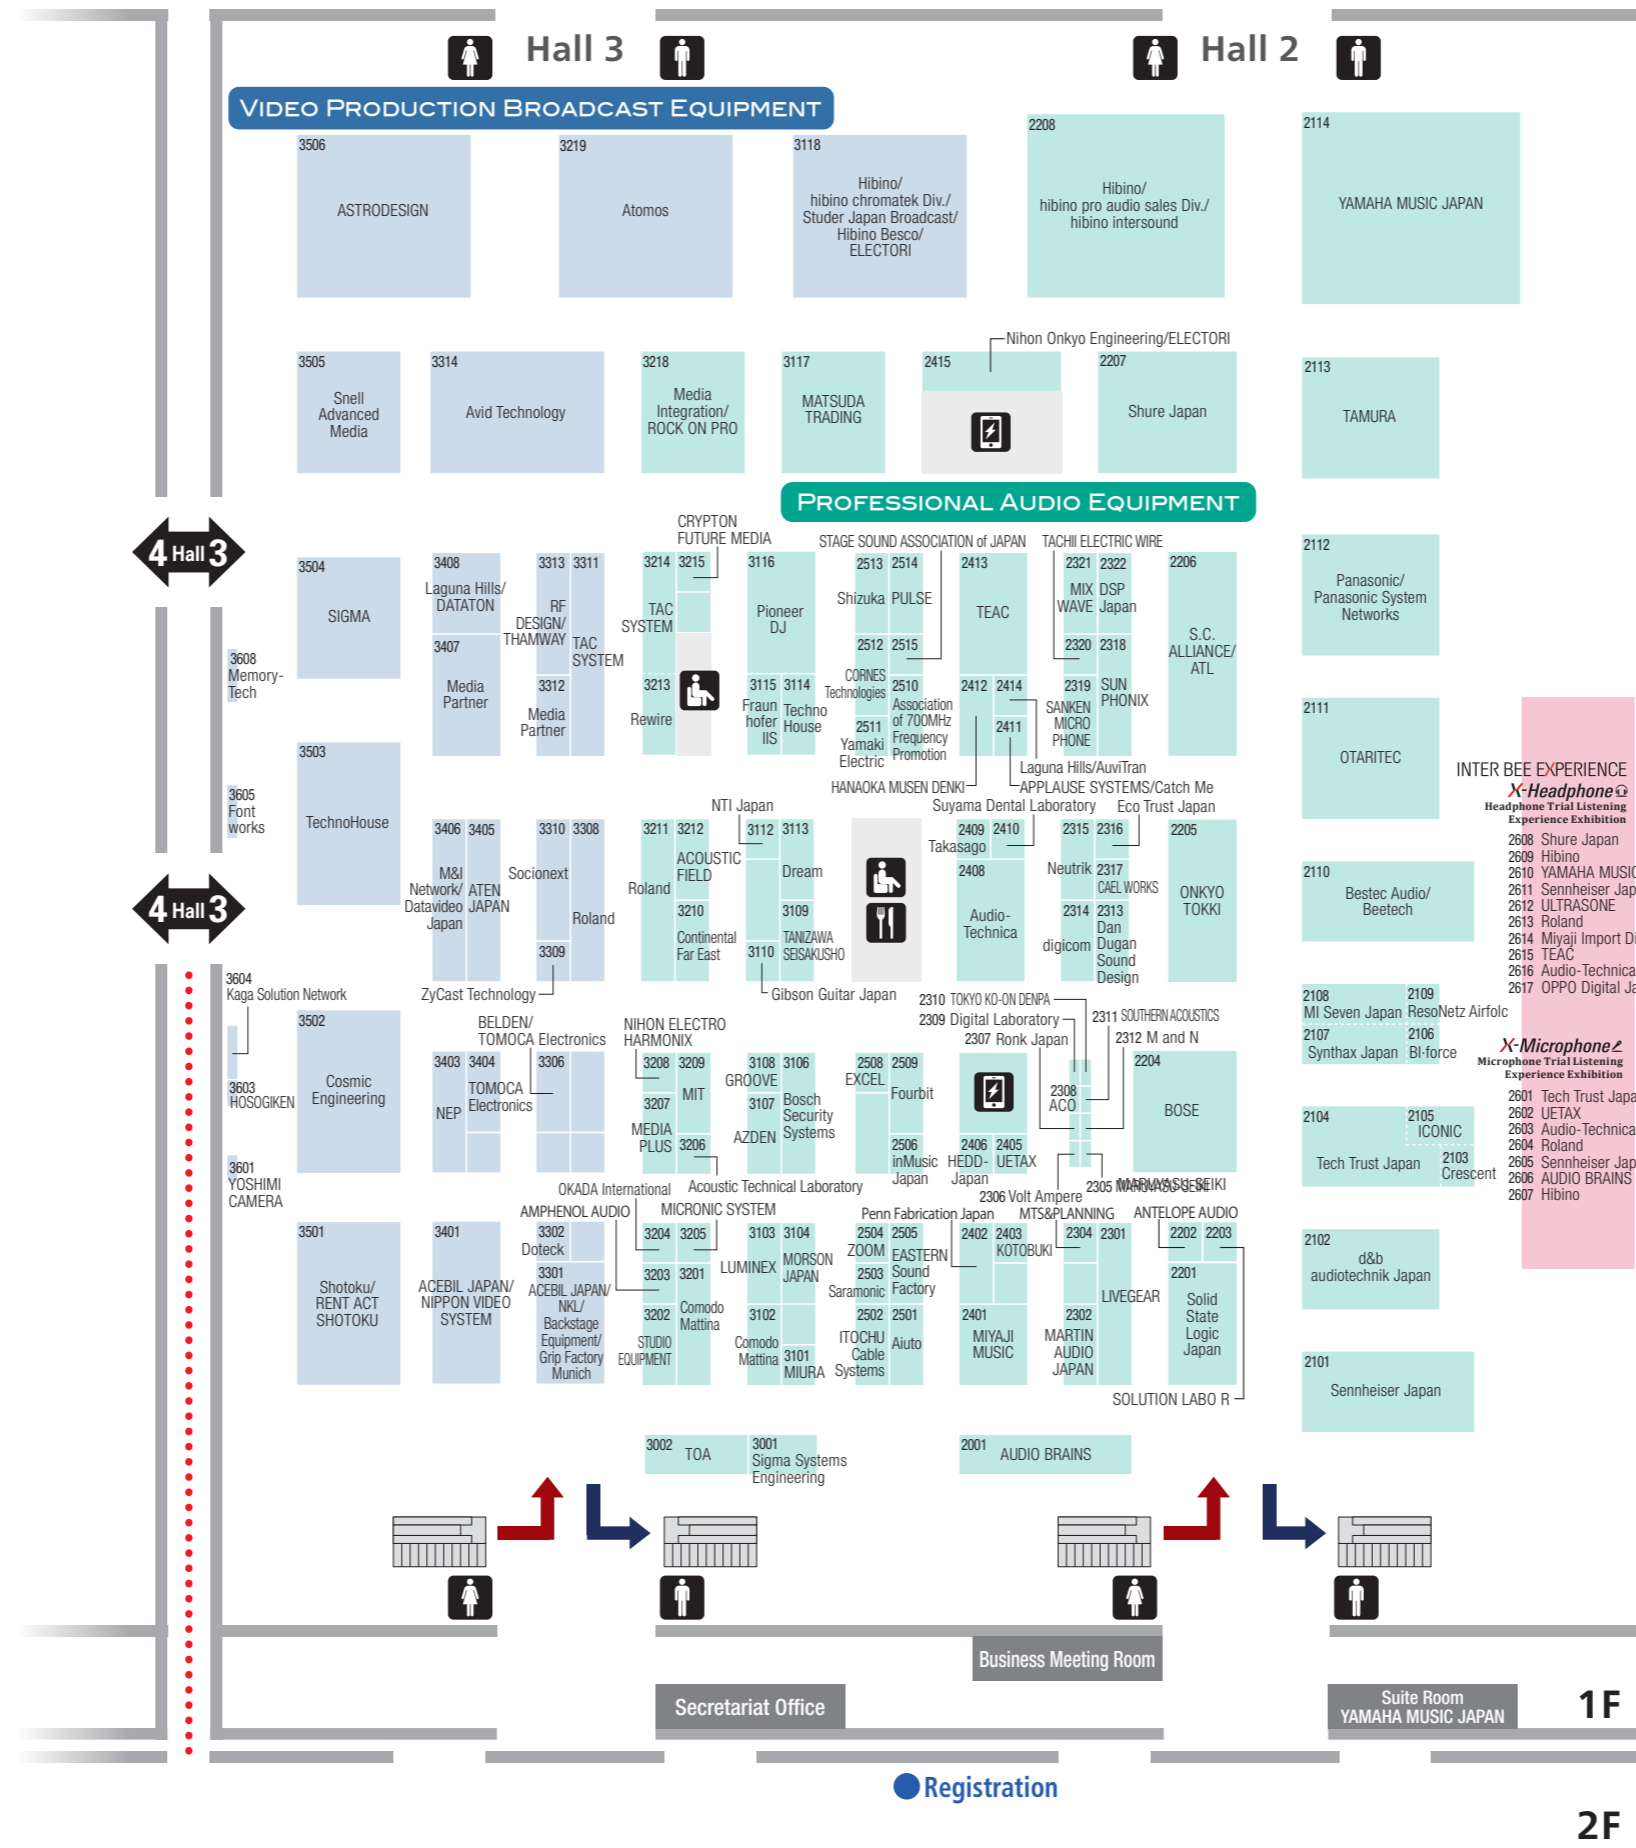 Hall 3
Hall 2
VIDEO PRODUCTION BROADCAST EQUIPMENT
3506
ASTRODESIGN
3219
Atomos
3118
Hibino/
hibino chromatek Div./
Studer Japan Broadcast/
Hibino Besco/
ELECTORI
2208
Hibino/
hibino pro audio sales Div./
hibino intersound
2114
YAMAHA MUSIC JAPAN
3505
Snell
Advanced
Media
3314
Avid Technology
3218
Media
Integration/
ROCK ON PRO
3117
MATSUDA
TRADING
2415
Nihon Onkyo Engineering/ELECTORI
2207
Shure Japan
2113
TAMURA
PROFESSIONAL AUDIO EQUIPMENT
4 Hall 3
3504
SIGMA
3408
Laguna Hills/
DATATON
3407
Media
Partner
3313
RF
DESIGN/
THAMWAY
3311
TAC
SYSTEM
3312
Media
Partner
3214
TAC
SYSTEM
3215
CRYPTON
FUTURE MEDIA
3213
Rewire
3116
Pioneer
DJ
3115
Fraun
hofer
IIS
3114
Techno
House
STAGE SOUND ASSOCIATION of JAPAN
2513
Shizuka
2514
PULSE
2512
CORNES
Technologies
2515
2510
Association
of 700MHz
Frequency
Promotion
2511
Yamaki
Electric
2413
TEAC
2412
2414
2411
HANAOKA MUSEN DENKI
Laguna Hills/AuviTran
APPLAUSE SYSTEMS/Catch Me
TACHII ELECTRIC WIRE
2321
MIX
WAVE
2322
DSP
Japan
2320
2318
SUN
PHONIX
2319
SANKEN
MICRO
PHONE
2206
S.C.
ALLIANCE/
ATL
2112
Panasonic/
Panasonic System
Networks
2111
OTARITEC
3608
Memory-
Tech
3605
Font
works
3503
TechnoHouse
4 Hall 3
3406
M&I
Network/
Datavideo
Japan
3405
ATEN
JAPAN
3310
Socionext
3308
Roland
3309
ZyCast Technology
3211
Roland
3212
ACOUSTIC
FIELD
3210
Continental
Far East
NTI Japan
3112
3113
Dream
3109
TANIZAWA
SEISAKUSHO
3110
Gibson Guitar Japan
Suyama Dental Laboratory
2409
Takasago
2410
2408
Audio-
Technica
Eco Trust Japan
2315
Neutrik
2316
2317
CAEL WORKS
2314
digicom
2313
Dan
Dugan
Sound
Design
2205
ONKYO
TOKKI
2110
Bestec Audio/
Beetech
INTER BEE EXPERIENCE
X-Headphone
Headphone Trial Listening
Experience Exhibition
2608 Shure Japan
2609 Hibino
2610 YAMAHA MUSIC
2611 Sennheiser Jap
2612 ULTRASONE
2613 Roland
2614 Miyaji Import Di
2615 TEAC
2616 Audio-Technica
2617 OPPO Digital Ja
X-Microphone
Microphone Trial Listening
Experience Exhibition
2601 Tech Trust Japa
2602 UETAX
2603 Audio-Technica
2604 Roland
2605 Sennheiser Jap
2606 AUDIO BRAINS
2607 Hibino
3604
Kaga Solution Network
3603
HOSOGIKEN
3601
YOSHIMI
CAMERA
3502
Cosmic
Engineering
3403
NEP
3404
TOMOCA
Electronics
BELDEN/
TOMOCA Electronics
3306
NIHON ELECTRO
HARMONIX
3208
3209
MIT
3207
MEDIA
PLUS
3206
Acoustic Technical Laboratory
3108
GROOVE
3106
Bosch
Security
Systems
3107
AZDEN
2508
EXCEL
2509
Fourbit
2506
inMusic
Japan
2310 TOKYO KO-ON DENPA
2309 Digital Laboratory
2307 Ronk Japan
2311 SOUTHERN ACOUSTICS
2312 M and N
2308
ACO
2406
HEDD-
Japan
2405
UETAX
2306 Volt Ampere
2305 MARUYASU SEIKI
2204
BOSE
2108
MI Seven Japan
2109
ResoNetz Airfolc
2107
Synthax Japan
2106
BI-force
2104
Tech Trust Japan
2105
ICONIC
2103
Crescent
3501
Shotoku/
RENT ACT
SHOTOKU
3401
ACEBIL JAPAN/
NIPPON VIDEO
SYSTEM
3302
Doteck
3301
ACEBIL JAPAN/
NKL/
Backstage
Equipment/
Grip Factory
Munich
OKADA International
AMPHENOL AUDIO
MICRONIC SYSTEM
3204
3205
3203
3201
Comodo
Mattina
3202
STUDIO
EQUIPMENT
3103
LUMINEX
3104
MORSON
JAPAN
3102
Comodo
Mattina
3101
MIURA
2504
ZOOM
2505
EASTERN
Sound
Factory
2503
Saramonic
2502
ITOCHU
Cable
Systems
2501
Aiuto
Penn Fabrication Japan
2402
2403
KOTOBUKI
2401
MIYAJI
MUSIC
MTS&PLANNING
2304
2301
LIVEGEAR
2302
MARTIN
AUDIO
JAPAN
ANTELOPE AUDIO
2202
2203
2201
Solid
State
Logic
Japan
SOLUTION LABO R
2102
d&b
audiotechnik Japan
2101
Sennheiser Japan
3002
TOA
3001
Sigma Systems
Engineering
2001
AUDIO BRAINS
Business Meeting Room
Secretariat Office
Suite Room
YAMAHA MUSIC JAPAN
1F
Registration
2F